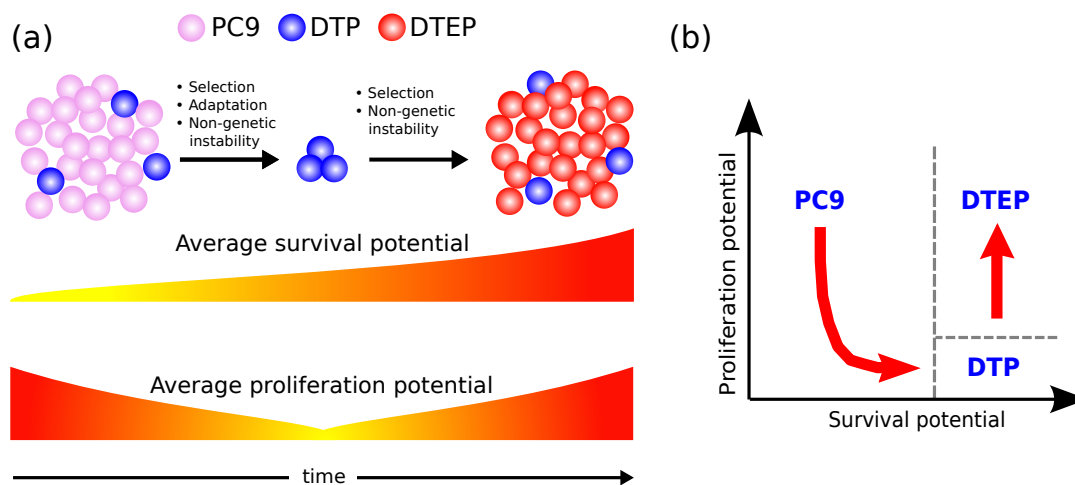 (a)
PC9 DTP DTEP
• Selection
• Adaptation
• Non-genetic
instability
• Selection
• Non-genetic
instability
Average survival potential
Average proliferation potential
time
(b)
Proliferation potential
PC9
DTEP
DTP
Survival potential